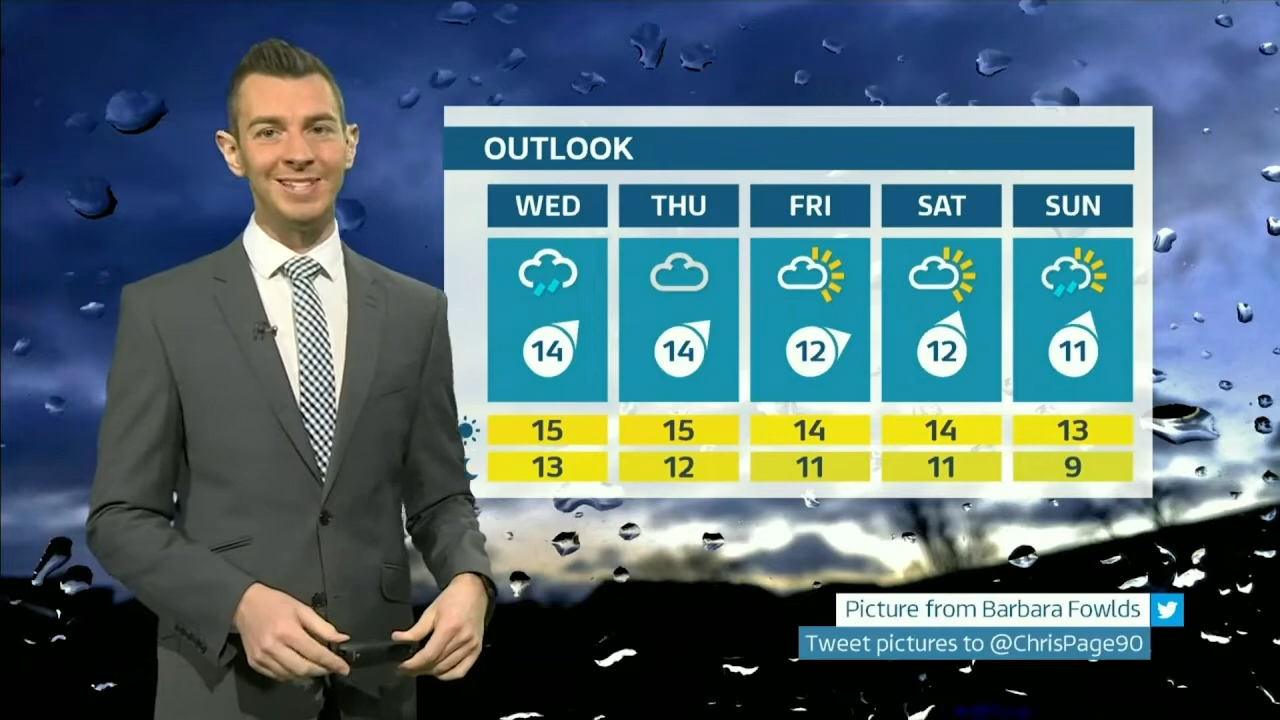 OUTLOOK
WED THU FRI SAT SUN
14 14 12 12 11
15 15 14 14 13
13 12 11 11 9
Picture from Barbara Fowlds
Tweet pictures to @ChrisPage90